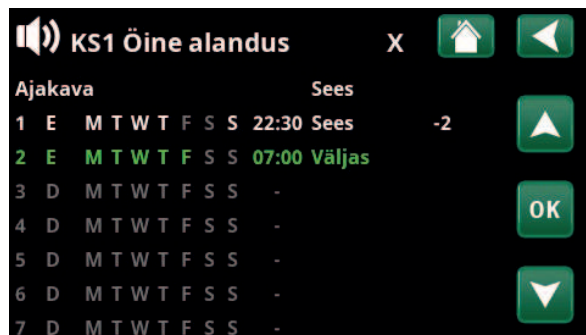 KS1 Öine alandus X
Ajakava Sees
1 E M T W T F S S 22:30 Sees -2
2 E M T W T F S S 07:00 Väljas
3 D M T W T F S S -
4 D M T W T F S S -
OK
5 D M T W T F S S -
6 D M T W T F S S -
7 D M T W T F S S -